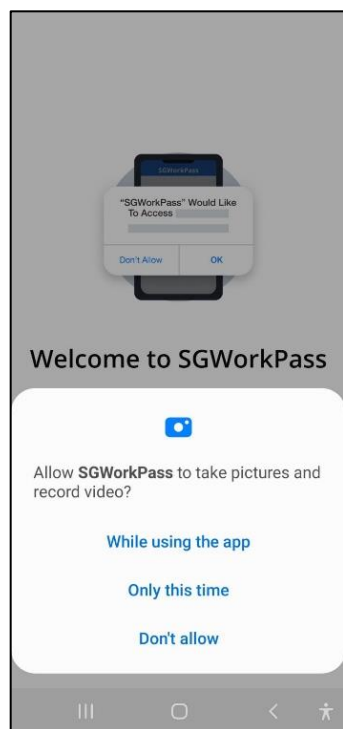 SGWorkPass
"SGWorkPass" Would Like
To Access
Don't Allow
OK
Welcome to SGWorkPass
Allow SGWorkPass to take pictures and
record video?
While using the app
Only this time
Don't allow